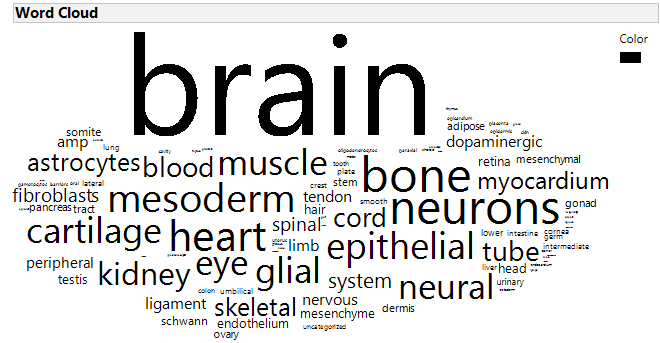 Word Cloud
Color
brain
somite
amp
lung
adipose
dopaminergic
astrocytes
blood
muscle
tooth
plate
stem
bone
retina
mesenchymal
myocardium
lateral
fibroblasts
pancreas
tract
mesoderm
crest
tendon
hair
smooth
neurons
gonad
cartilage
heart
spinal
cord
limb
epithelial
lower
intestine
cornea
germ
intermediate
tube
peripheral
testis
kidney
eye
glial
system
neural
liver
head
urinary
colon
umbilical
ligament
skeletal
nervous
mesenchyme
dermis
schwann
endothelium
uncategorized
ovary